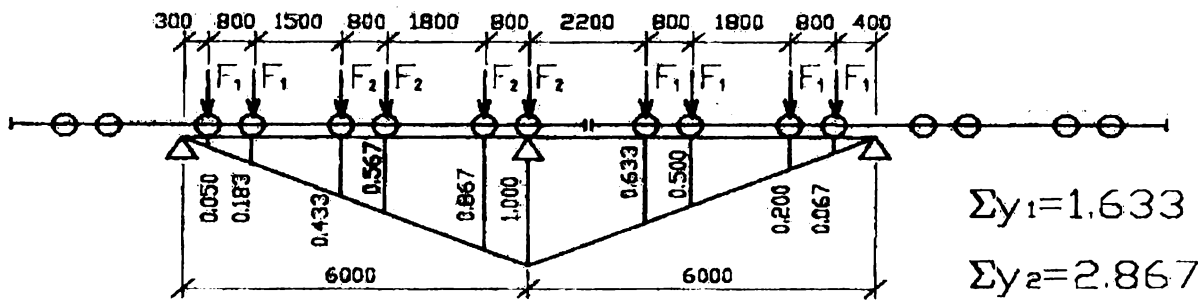 300 800 1500 800 1800 800 2200 800 1800 800 400
F₁ F₁ F₂ F₂ F₂ F₂ F₁ F₁ F₁ F₁
0.050 0.183 0.433 0.567 0.867 1.000 0.633 0.500 0.200 0.067
Σy₁=1.633
6000 6000
Σy₂=2.867